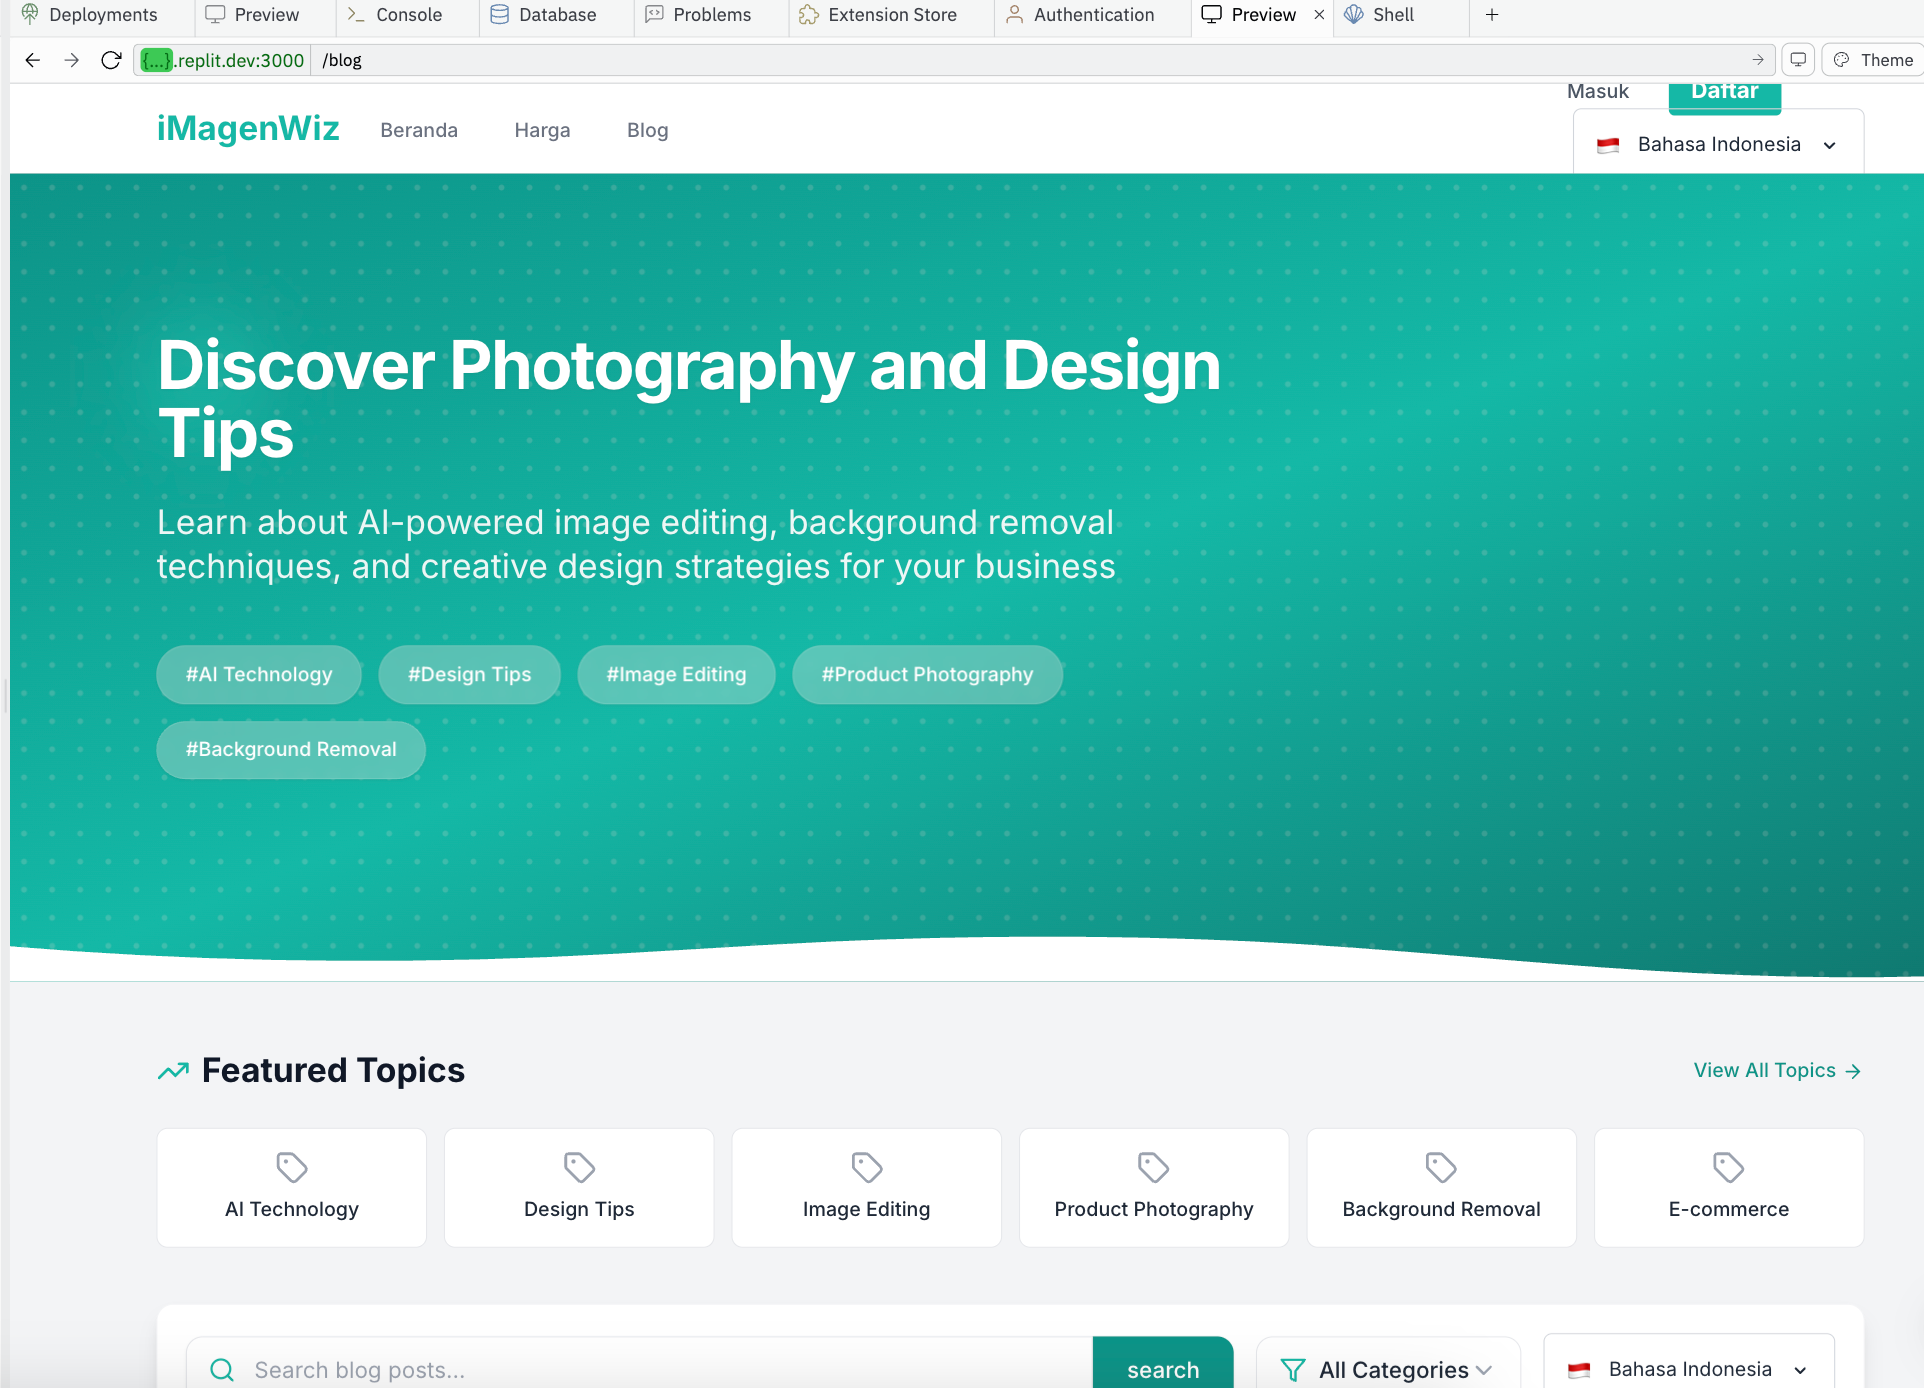 Deployments
Preview
Console
Database
Problems
Extension Store
Authentication
Preview
Shell
{...}.replit.dev:3000
/blog
Theme
iMagenWiz
Beranda
Harga
Blog
Masuk
Daftar
Bahasa Indonesia
Discover Photography and Design
Tips
Learn about AI-powered image editing, background removal
techniques, and creative design strategies for your business
#AI Technology
#Design Tips
#Image Editing
#Product Photography
#Background Removal
Featured Topics
View All Topics
AI Technology
Design Tips
Image Editing
Product Photography
Background Removal
E-commerce
Search blog posts...
search
All Categories
Bahasa Indonesia